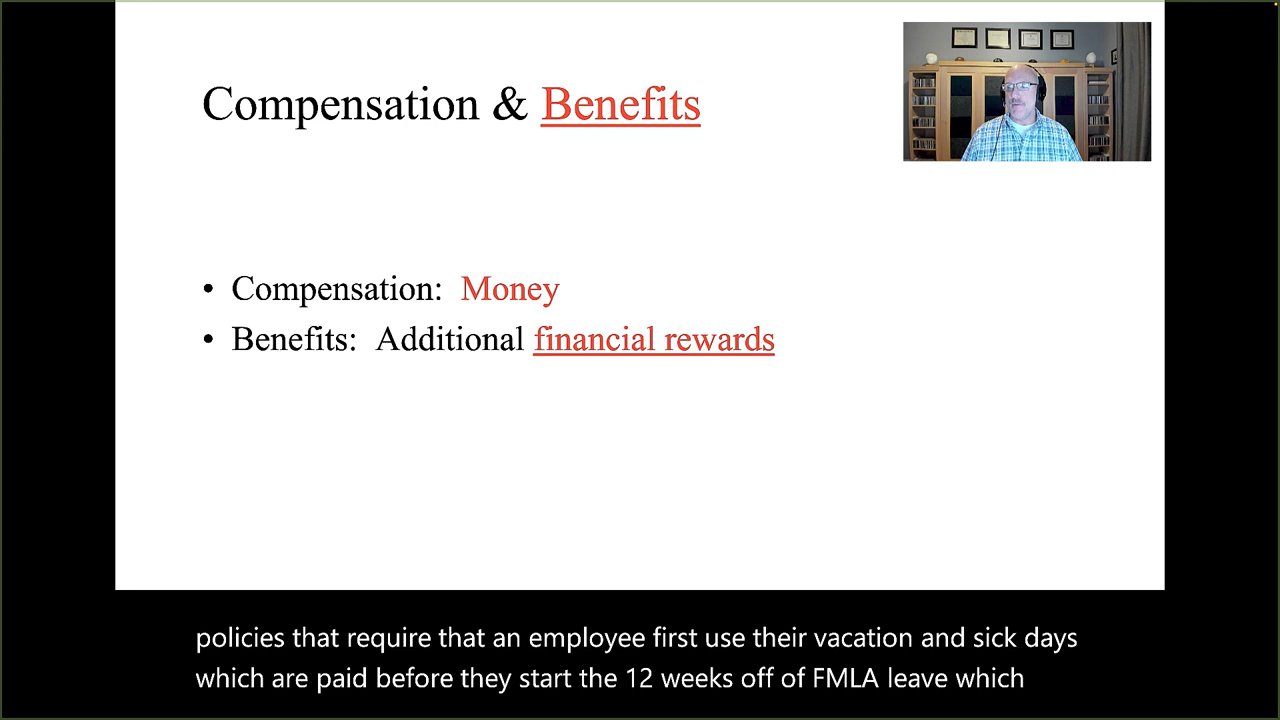 Compensation & Benefits
• Compensation: Money
• Benefits: Additional financial rewards
policies that require that an employee first use their vacation and sick days
which are paid before they start the 12 weeks off of FMLA leave which